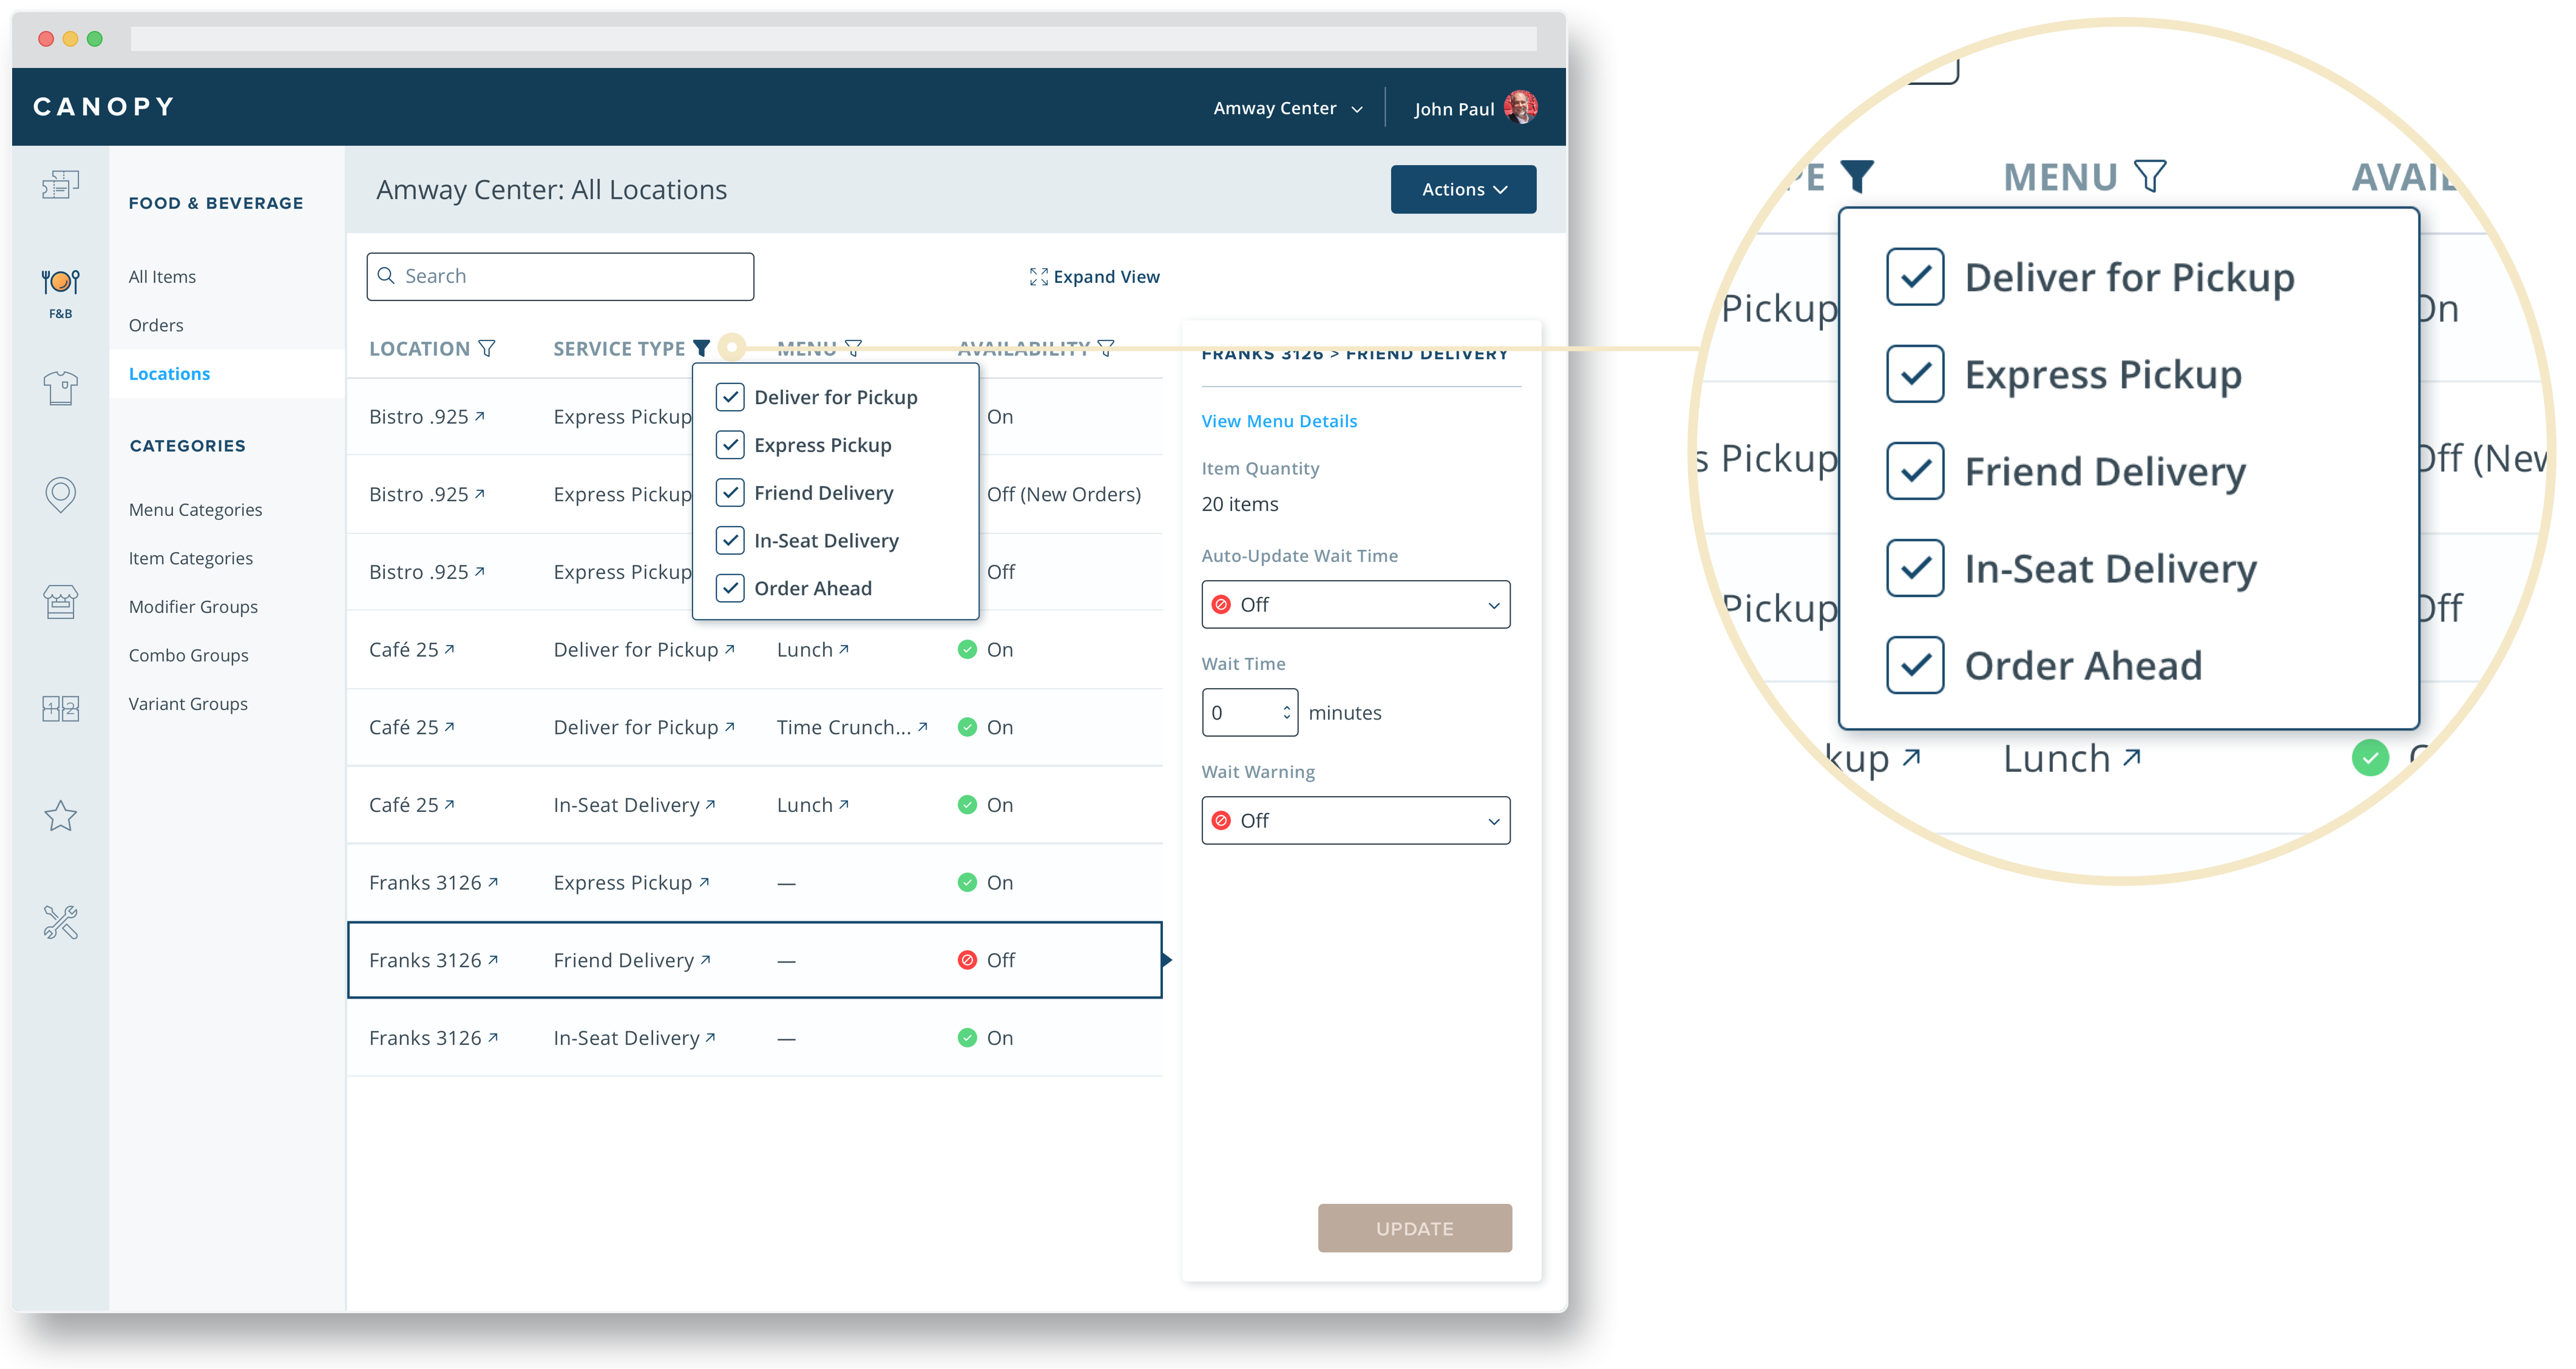 CANOPY
Amway Center
John Paul
FOOD & BEVERAGE
All Items
Orders
Locations
CATEGORIES
Menu Categories
Item Categories
Modifier Groups
Combo Groups
Variant Groups
F&B
12
Amway Center: All Locations
Actions
Search
Expand View
LOCATION SERVICE TYPE MENU AVAILABILITY
Deliver for Pickup
Express Pickup
Friend Delivery
In-Seat Delivery
Order Ahead
Bistro .925 Express Pickup On
Bistro .925 Express Pickup Off (New Orders)
Bistro .925 Express Pickup Off
Café 25 Deliver for Pickup Lunch On
Café 25 Deliver for Pickup Time Crunch... On
Café 25 In-Seat Delivery Lunch On
Franks 3126 Express Pickup — On
Franks 3126 Friend Delivery — Off
Franks 3126 In-Seat Delivery — On
FRANKS 3126 > FRIEND DELIVERY
View Menu Details
Item Quantity
20 items
Auto-Update Wait Time
Off
Wait Time
0 minutes
Wait Warning
Off
UPDATE
PE MENU AVAIL
Deliver for Pickup
Express Pickup
Friend Delivery
In-Seat Delivery
Order Ahead
Pickup On
s Pickup Off (New
Pickup Off
kup Lunch